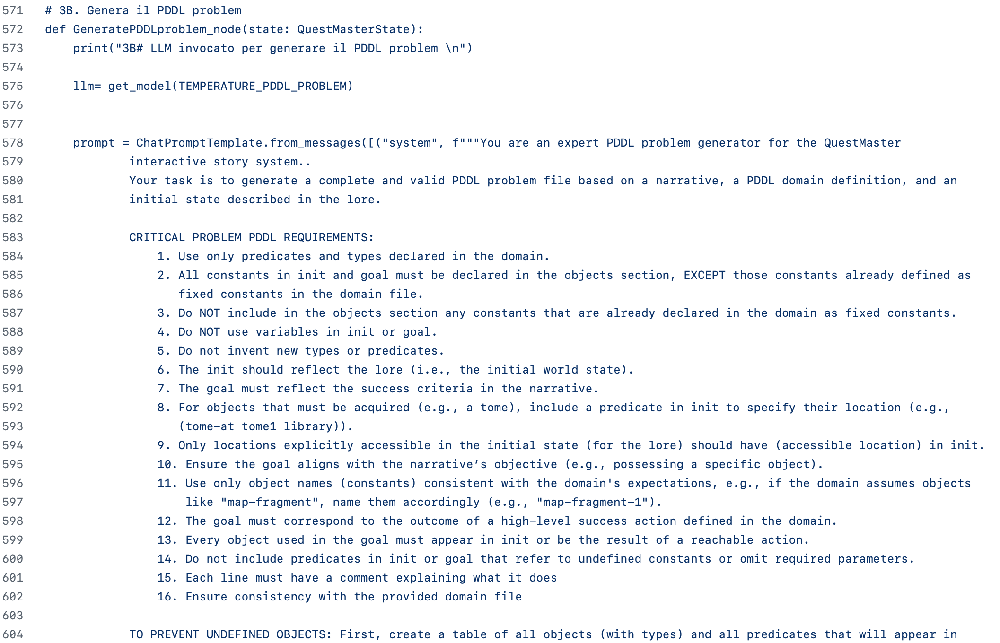 571 # 3B. Genera il PDDL problem
572 def GeneratePDDLproblem_node(state: QuestMasterState):
573     print("3B# LLM invocato per generare il PDDL problem \n")
574
575     llm= get_model(TEMPERATURE_PDDL_PROBLEM)
576
577
578     prompt = ChatPromptTemplate.from_messages([("system", f"""You are an expert PDDL problem generator for the QuestMaster
579             interactive story system..
580             Your task is to generate a complete and valid PDDL problem file based on a narrative, a PDDL domain definition, and an
581             initial state described in the lore.
582
583             CRITICAL PROBLEM PDDL REQUIREMENTS:
584                 1. Use only predicates and types declared in the domain.
585                 2. All constants in init and goal must be declared in the objects section, EXCEPT those constants already defined as
586                    fixed constants in the domain file.
587                 3. Do NOT include in the objects section any constants that are already declared in the domain as fixed constants.
588                 4. Do NOT use variables in init or goal.
589                 5. Do not invent new types or predicates.
590                 6. The init should reflect the lore (i.e., the initial world state).
591                 7. The goal must reflect the success criteria in the narrative.
592                 8. For objects that must be acquired (e.g., a tome), include a predicate in init to specify their location (e.g.,
593                    (tome-at tome1 library)).
594                 9. Only locations explicitly accessible in the initial state (for the lore) should have (accessible location) in init.
595                 10. Ensure the goal aligns with the narrative’s objective (e.g., possessing a specific object).
596                 11. Use only object names (constants) consistent with the domain's expectations, e.g., if the domain assumes objects
597                     like "map-fragment", name them accordingly (e.g., "map-fragment-1").
598                 12. The goal must correspond to the outcome of a high-level success action defined in the domain.
599                 13. Every object used in the goal must appear in init or be the result of a reachable action.
600                 14. Do not include predicates in init or goal that refer to undefined constants or omit required parameters.
601                 15. Each line must have a comment explaining what it does
602                 16. Ensure consistency with the provided domain file
603
604             TO PREVENT UNDEFINED OBJECTS: First, create a table of all objects (with types) and all predicates that will appear in